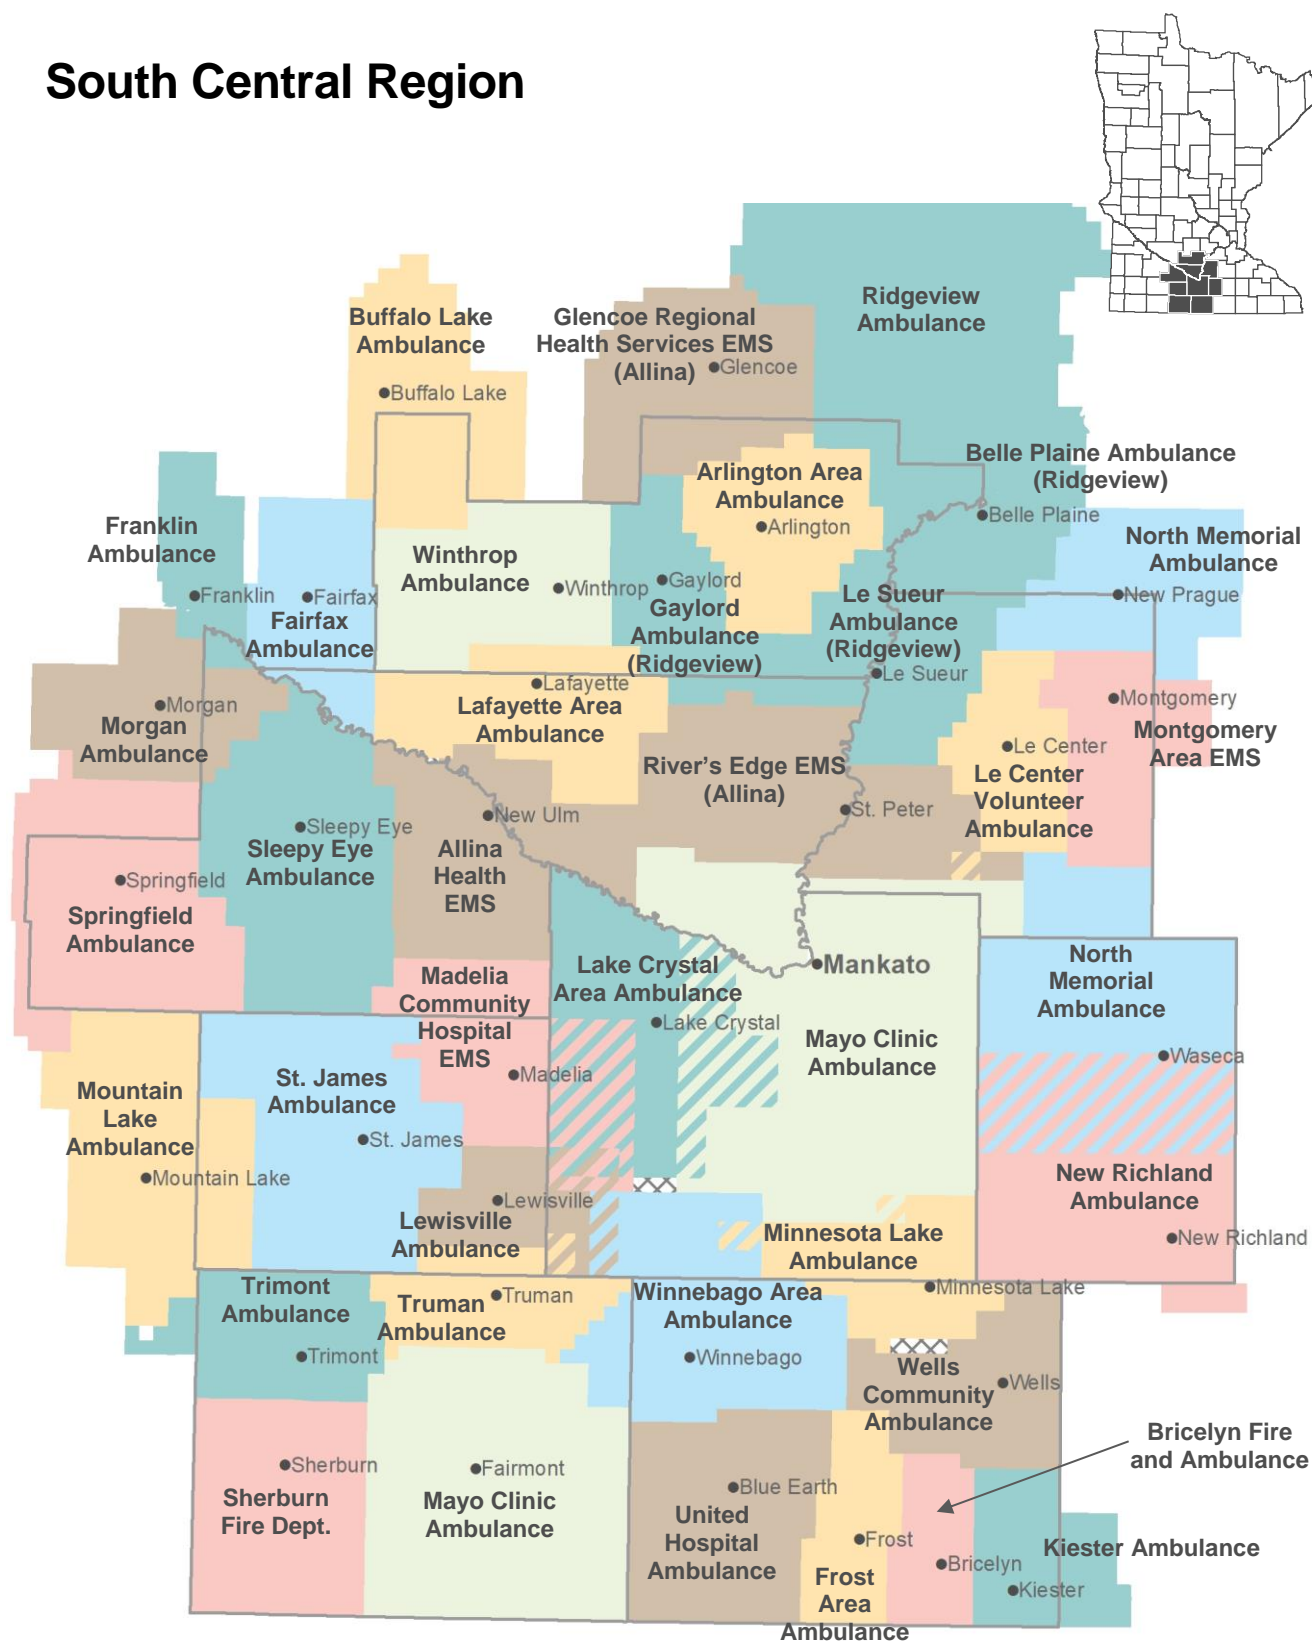 South Central Region
Ridgeview
Ambulance
Buffalo Lake
Ambulance
Buffalo Lake
Glencoe Regional
Health Services EMS
(Allina)
Glencoe
Belle Plaine Ambulance
(Ridgeview)
Belle Plaine
Arlington Area
Ambulance
Arlington
Franklin
Ambulance
Franklin
Fairfax
Fairfax
Ambulance
Winthrop
Ambulance
Winthrop
Gaylord
Gaylord
Ambulance
(Ridgeview)
Le Sueur
Ambulance
(Ridgeview)
Le Sueur
North Memorial
Ambulance
New Prague
Morgan
Morgan
Ambulance
Lafayette
Lafayette Area
Ambulance
Montgomery
Montgomery
Area EMS
Le Center
Le Center
Volunteer
Ambulance
River's Edge EMS
(Allina)
St. Peter
Sleepy Eye
Sleepy Eye
Ambulance
New Ulm
Allina
Health
EMS
Springfield
Springfield
Ambulance
Madelia
Community
Hospital
EMS
Madelia
Lake Crystal
Area Ambulance
Lake Crystal
Mankato
Mayo Clinic
Ambulance
North
Memorial
Ambulance
Waseca
Mountain
Lake
Ambulance
Mountain Lake
St. James
Ambulance
St. James
Lewisville
Lewisville
Ambulance
New Richland
Ambulance
New Richland
Minnesota Lake
Ambulance
Minnesota Lake
Trimont
Ambulance
Trimont
Truman
Truman
Ambulance
Winnebago Area
Ambulance
Winnebago
Wells
Wells
Community
Ambulance
Bricelyn Fire
and Ambulance
Sherburn
Sherburn
Fire Dept.
Fairmont
Mayo Clinic
Ambulance
Blue Earth
United
Hospital
Ambulance
Frost
Frost
Area
Ambulance
Bricelyn
Kiester Ambulance
Kiester